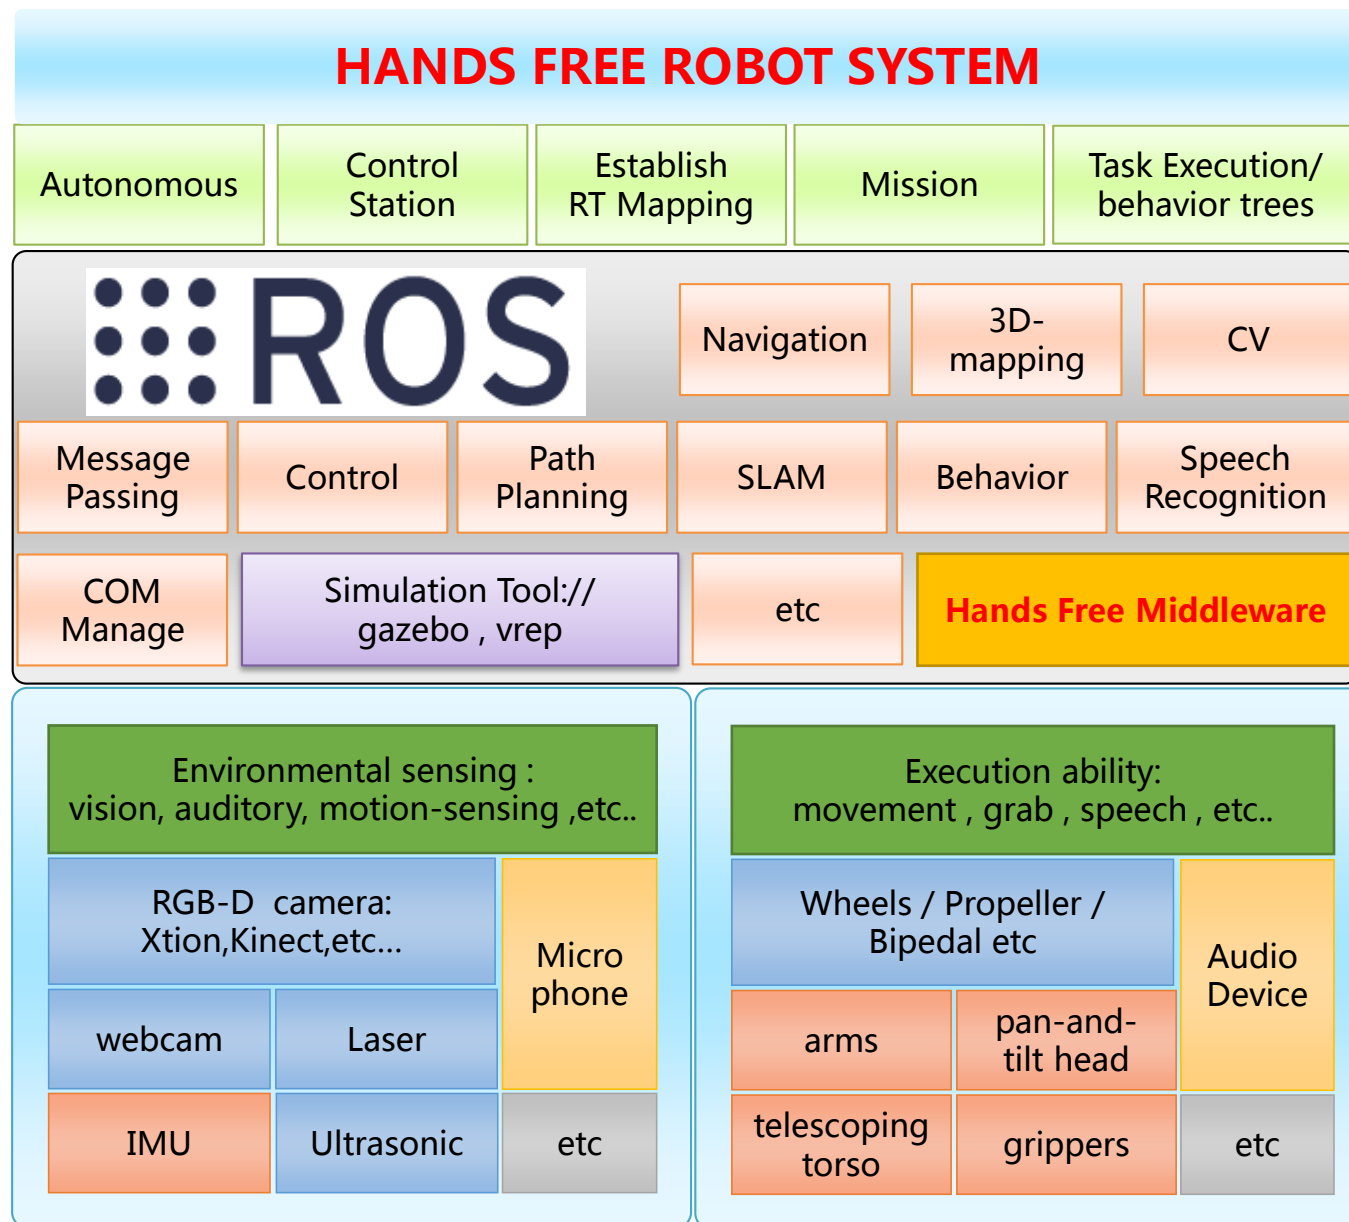 HANDS FREE ROBOT SYSTEM
Autonomous
Control
Station
Establish
RT Mapping
Mission
Task Execution/
behavior trees
ROS
Navigation
3D-
mapping
CV
Message
Passing
Control
Path
Planning
SLAM
Behavior
Speech
Recognition
COM
Manage
Simulation Tool://
gazebo , vrep
etc
Hands Free Middleware
Environmental sensing :
vision, auditory, motion-sensing ,etc..
RGB-D  camera:
Xtion,Kinect,etc...
Micro
phone
webcam
Laser
IMU
Ultrasonic
etc
Execution ability:
movement , grab , speech , etc..
Wheels / Propeller /
Bipedal etc
Audio
Device
arms
pan-and-
tilt head
telescoping
torso
grippers
etc